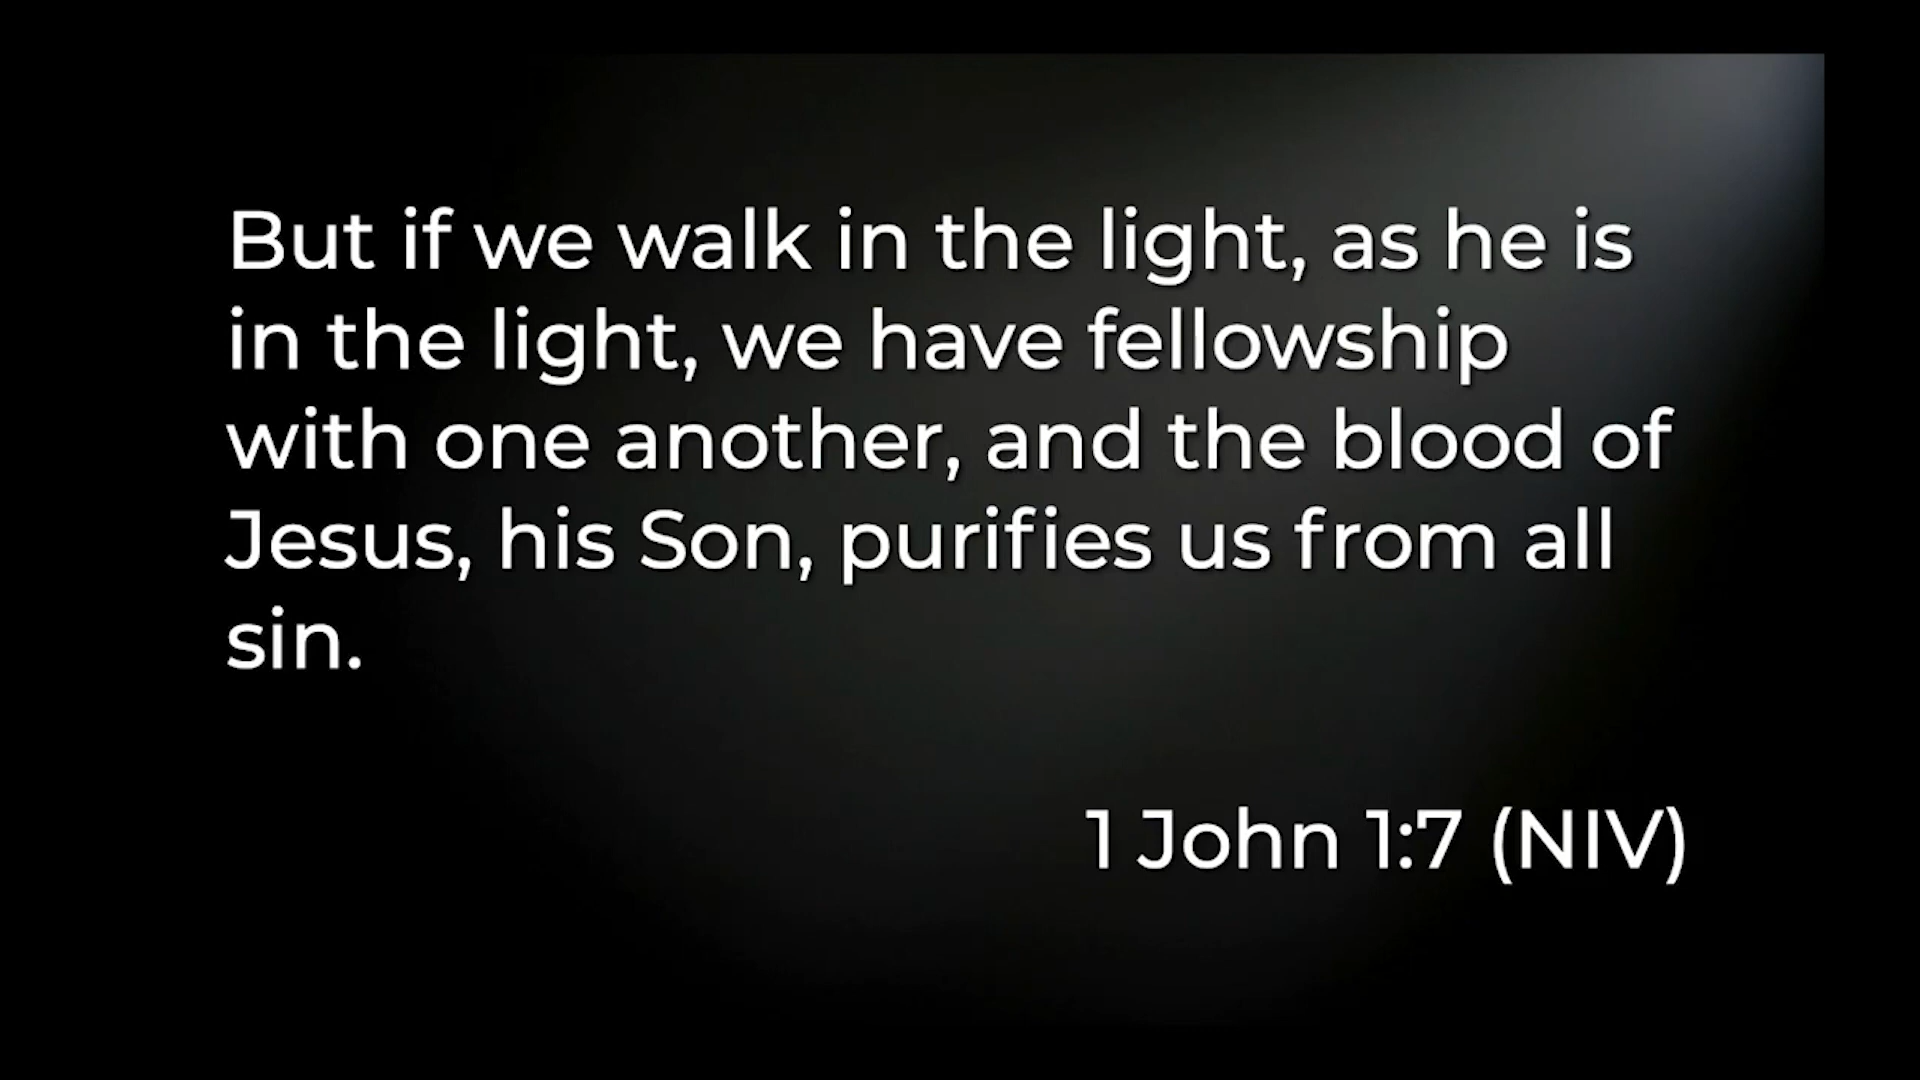 But if we walk in the light, as he is
in the light, we have fellowship
with one another, and the blood of
Jesus, his Son, purifies us from all
sin.
1 John 1:7 (NIV)